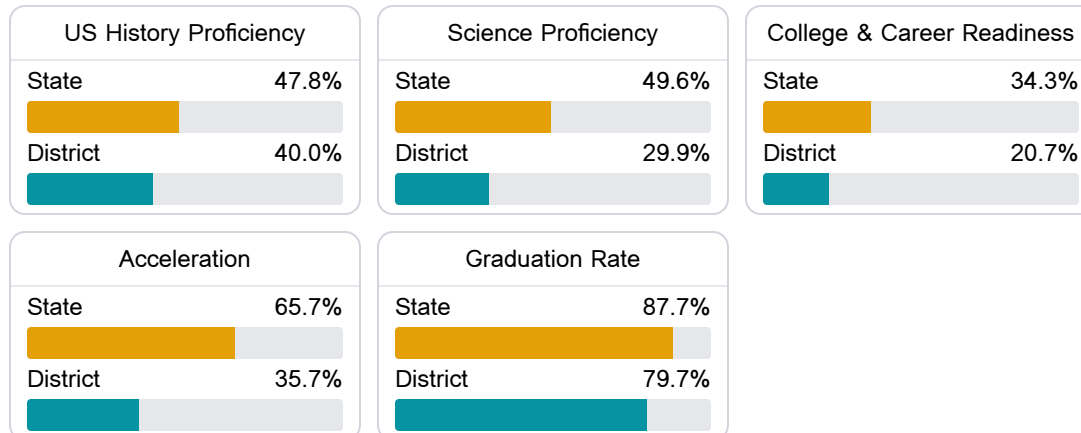 US History Proficiency
State 47.8%
District 40.0%
Science Proficiency
State 49.6%
District 29.9%
College & Career Readiness
State 34.3%
District 20.7%
Acceleration
State 65.7%
District 35.7%
Graduation Rate
State 87.7%
District 79.7%